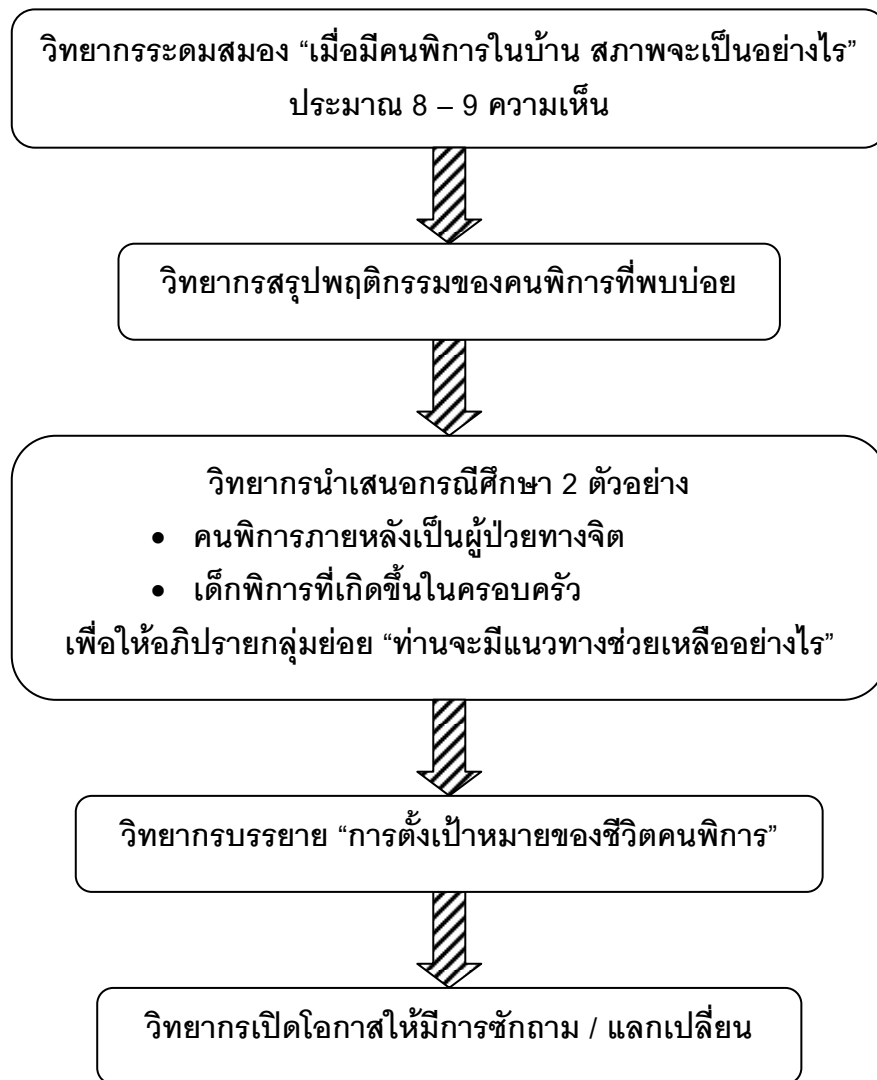 วิทยากรระดมสมอง “เมื่อมีคนพิการในบ้าน สภาพจะเป็นอย่างไร”
ประมาณ 8 – 9 ความเห็น
วิทยากรสรุปพฤติกรรมของคนพิการที่พบบ่อย
วิทยากรนำเสนอกรณีศึกษา 2 ตัวอย่าง
• คนพิการภายหลังเป็นผู้ป่วยทางจิต
• เด็กพิการที่เกิดขึ้นในครอบครัว
เพื่อให้อภิปรายกลุ่มย่อย “ท่านจะมีแนวทางช่วยเหลืออย่างไร”
วิทยากรบรรยาย “การตั้งเป้าหมายของชีวิตคนพิการ”
วิทยากรเปิดโอกาสให้มีการซักถาม / แลกเปลี่ยน